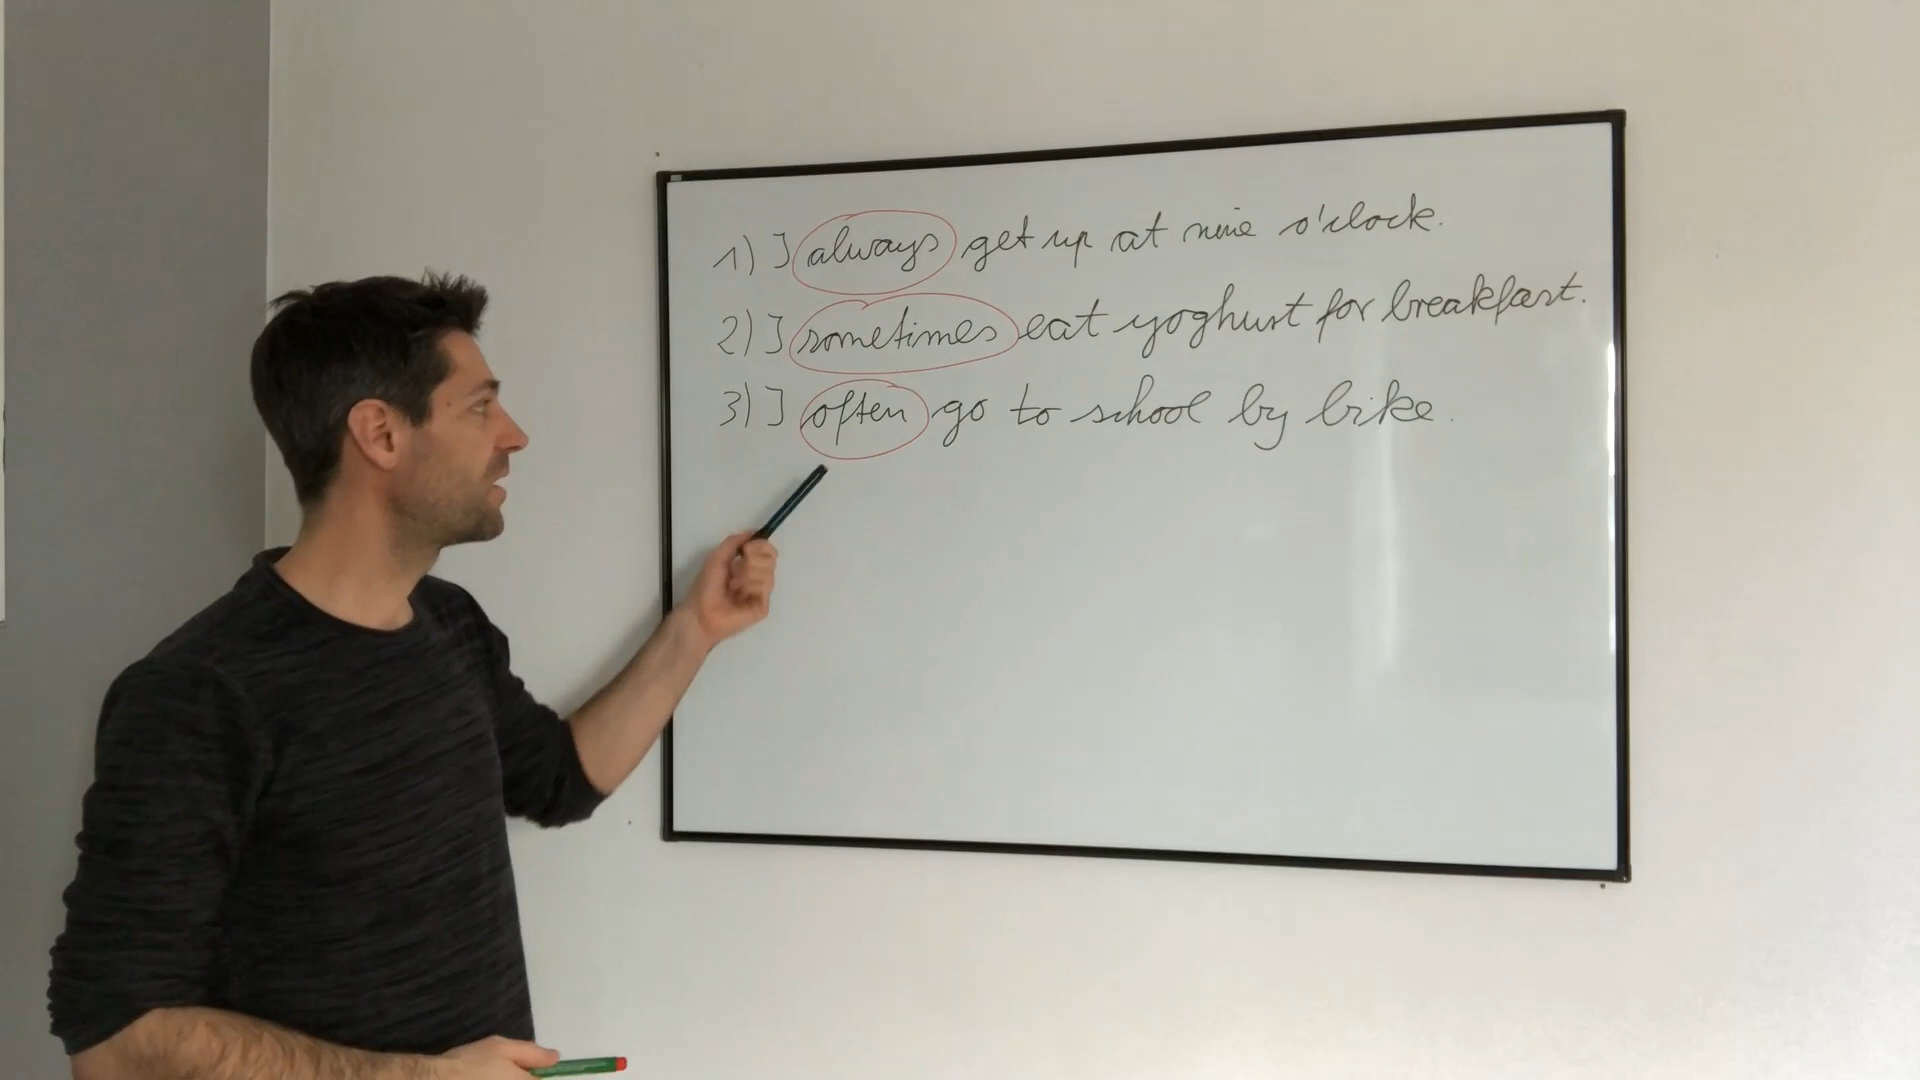 1) I always get up at nine o'clock.
2) I sometimes eat yoghurt for breakfast.
3) I often go to school by bike.